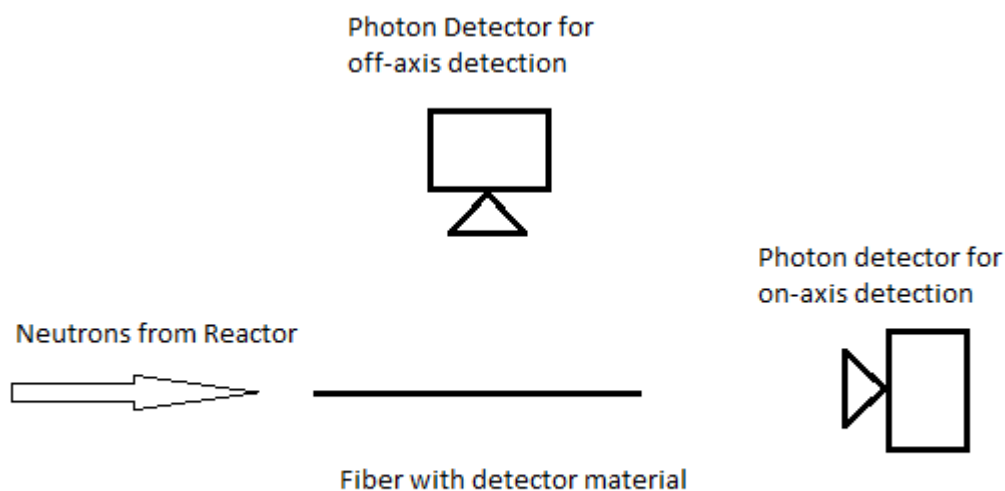 Photon Detector for
off-axis detection
Photon detector for
on-axis detection
Neutrons from Reactor
Fiber with detector material